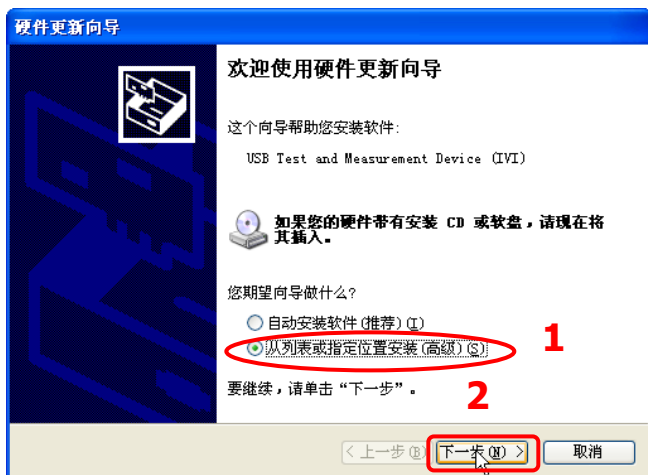 硬件更新向导
欢迎使用硬件更新向导
这个向导帮助您安装软件:
USB Test and Measurement Device (IVI)
如果您的硬件带有安装 CD 或软盘，请现在将
其插入。
您期望向导做什么?
自动安装软件(推荐)(I)
从列表或指定位置安装(高级)(S)
1
要继续，请单击“下一步”。
2
< 上一步(B)
下一步(N) >
取消